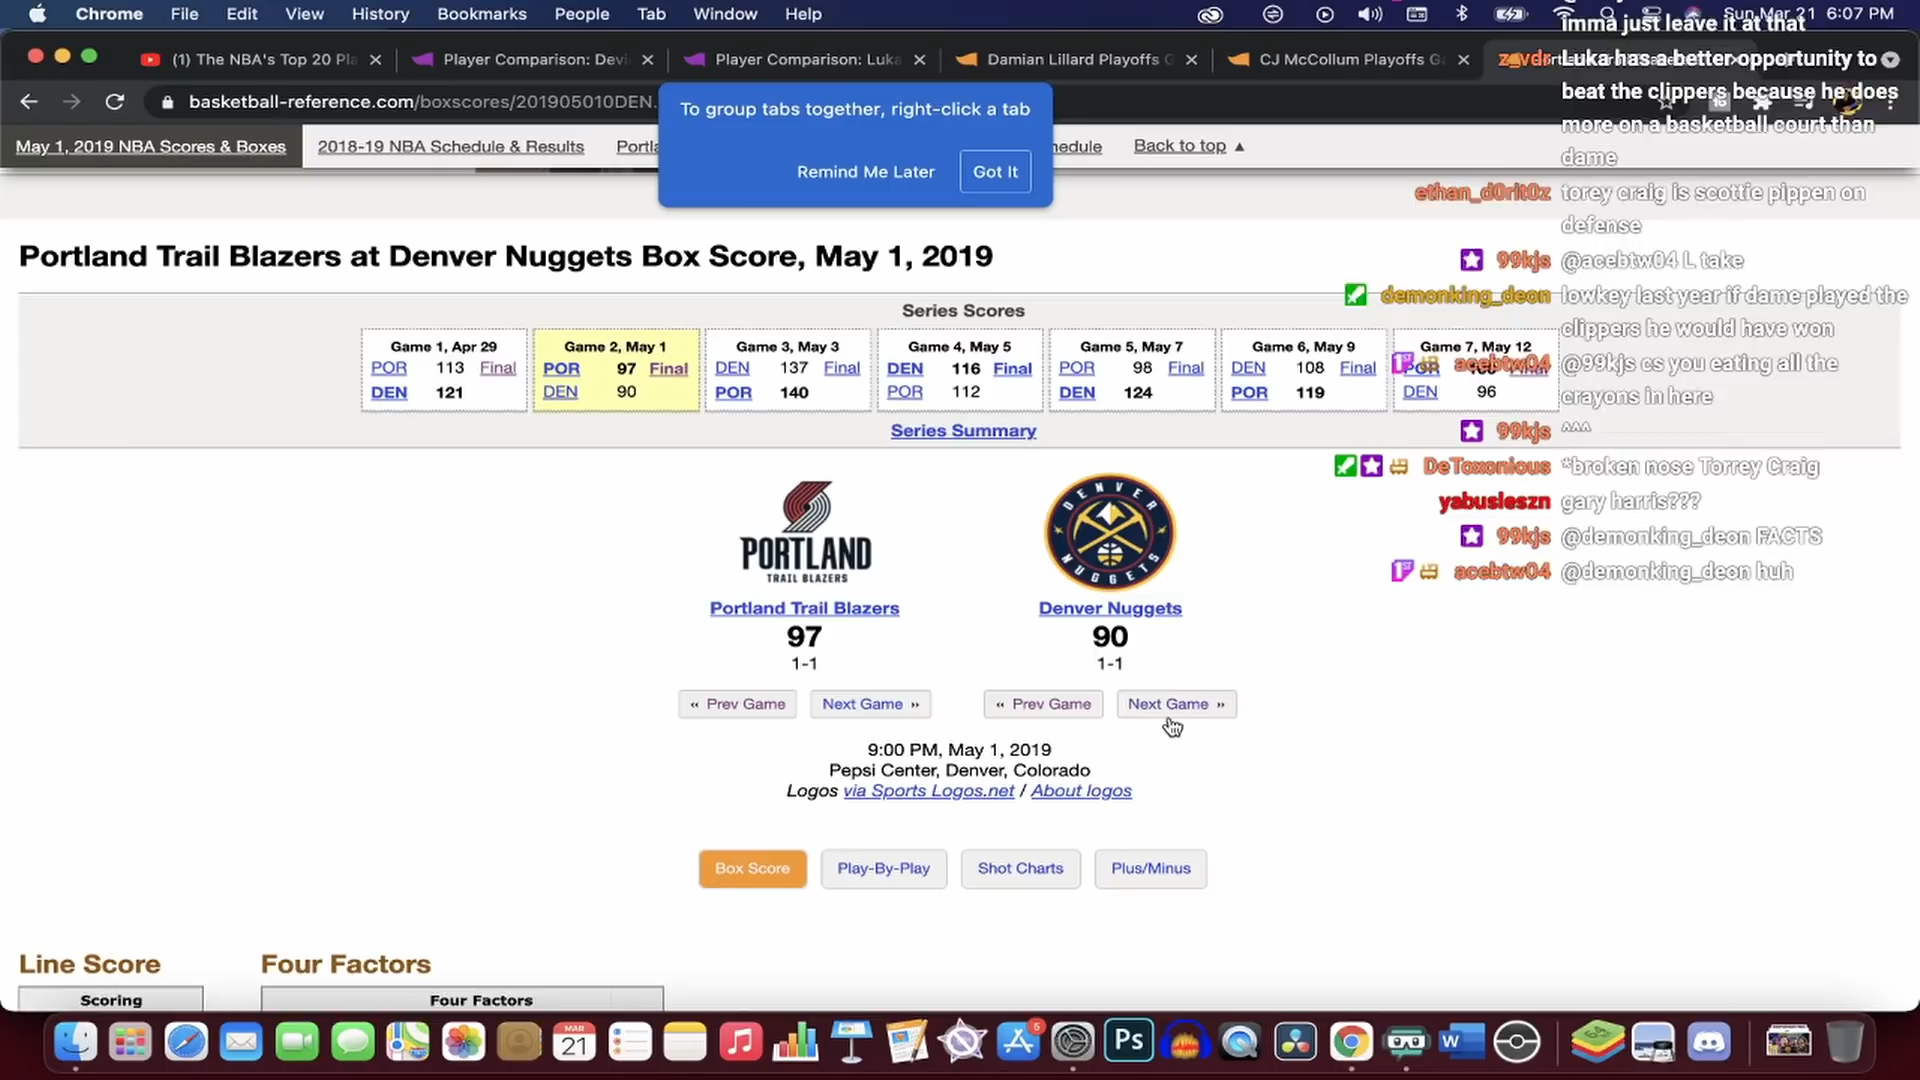 Chrome File Edit View History Bookmarks People Tab Window Help Sun Mar 21 6:07 PM
(1) The NBA's Top 20 Pla
Player Comparison: Devi
Player Comparison: Luka
Damian Lillard Playoffs G
CJ McCollum Playoffs G
basketball-reference.com/boxscores/201905010DEN.
To group tabs together, right-click a tab
Remind Me Later Got It
May 1, 2019 NBA Scores & Boxes 2018-19 NBA Schedule & Results Portla hedule Back to top ▲
Portland Trail Blazers at Denver Nuggets Box Score, May 1, 2019
Series Scores
Game 1, Apr 29
POR 113 Final
DEN 121
Game 2, May 1
POR 97 Final
DEN 90
Game 3, May 3
DEN 137 Final
POR 140
Game 4, May 5
DEN 116 Final
POR 112
Game 5, May 7
POR 98 Final
DEN 124
Game 6, May 9
DEN 108 Final
POR 119
Game 7, May 12
POR
DEN 96
Series Summary
PORTLAND
TRAIL BLAZERS
DENVER
NUGGETS
Portland Trail Blazers
97
1-1
Denver Nuggets
90
1-1
‹‹ Prev Game Next Game ›› ‹‹ Prev Game Next Game ››
9:00 PM, May 1, 2019
Pepsi Center, Denver, Colorado
Logos via Sports Logos.net / About logos
Box Score Play-By-Play Shot Charts Plus/Minus
Line Score Four Factors
Scoring Four Factors
imma just leave it at that
zavdr Luka has a better opportunity to
beat the clippers because he does
more on a basketball court than
dame
ethan_d0rit0z torey craig is scottie pippen on
defense
99kjs @acebtw04 L take
demonking_deon lowkey last year if dame played the
clippers he would have won
acebtw04 @99kjs cs you eating all the
crayons in here
99kjs ^^^
DeToxonious *broken nose Torrey Craig
yabusleszn gary harris???
99kjs @demonking_deon FACTS
acebtw04 @demonking_deon huh
MAR
21
5
Ps
W
64